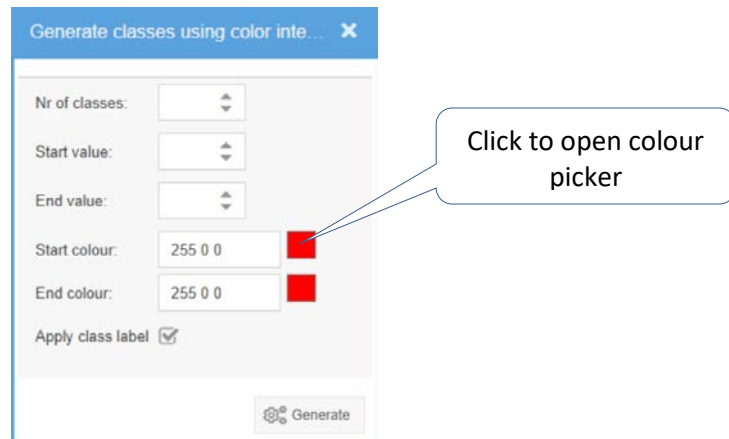 Generate classes using color inte...
Nr of classes:
Start value:
End value:
Start colour: 255 0 0
End colour: 255 0 0
Apply class label
Generate
Click to open colour
picker